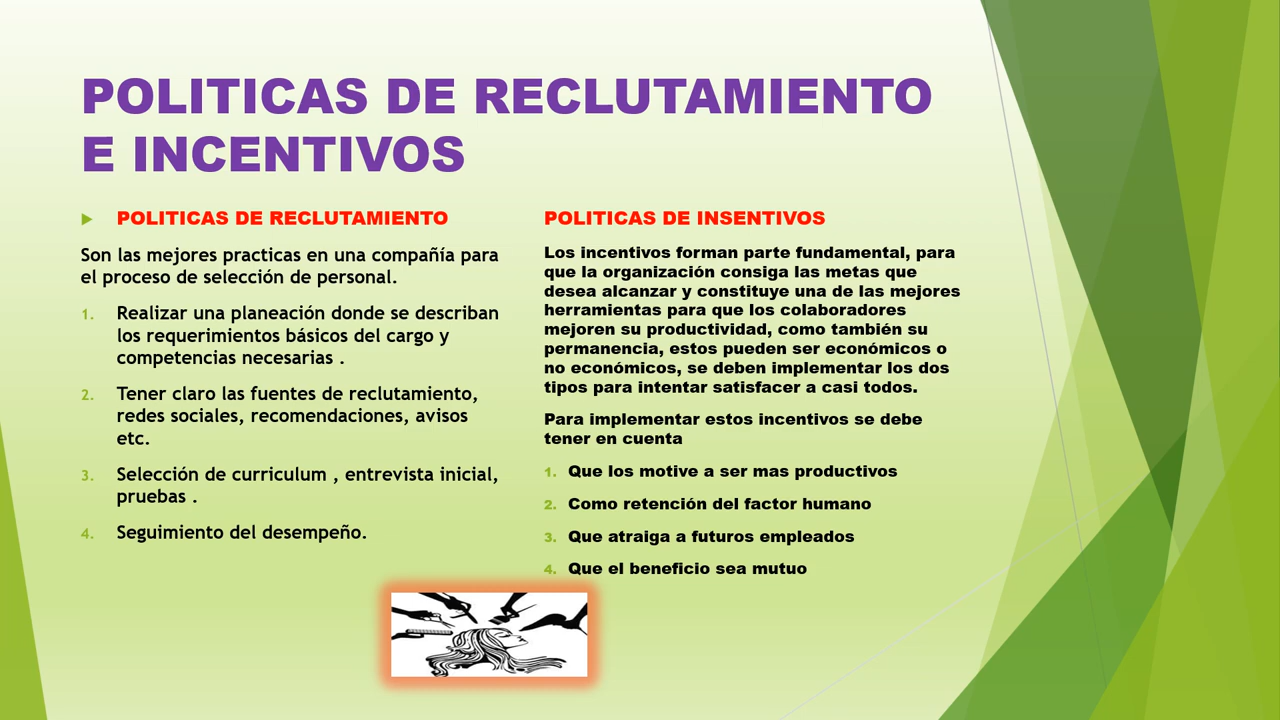 POLITICAS DE RECLUTAMIENTO
E INCENTIVOS
POLITICAS DE RECLUTAMIENTO
Son las mejores practicas en una compañía para
el proceso de selección de personal.
1. Realizar una planeación donde se describan
los requerimientos básicos del cargo y
competencias necesarias .
2. Tener claro las fuentes de reclutamiento,
redes sociales, recomendaciones, avisos
etc.
3. Selección de curriculum , entrevista inicial,
pruebas .
4. Seguimiento del desempeño.
POLITICAS DE INSENTIVOS
Los incentivos forman parte fundamental, para
que la organización consiga las metas que
desea alcanzar y constituye una de las mejores
herramientas para que los colaboradores
mejoren su productividad, como también su
permanencia, estos pueden ser económicos o
no económicos, se deben implementar los dos
tipos para intentar satisfacer a casi todos.
Para implementar estos incentivos se debe
tener en cuenta
1. Que los motive a ser mas productivos
2. Como retención del factor humano
3. Que atraiga a futuros empleados
4. Que el beneficio sea mutuo